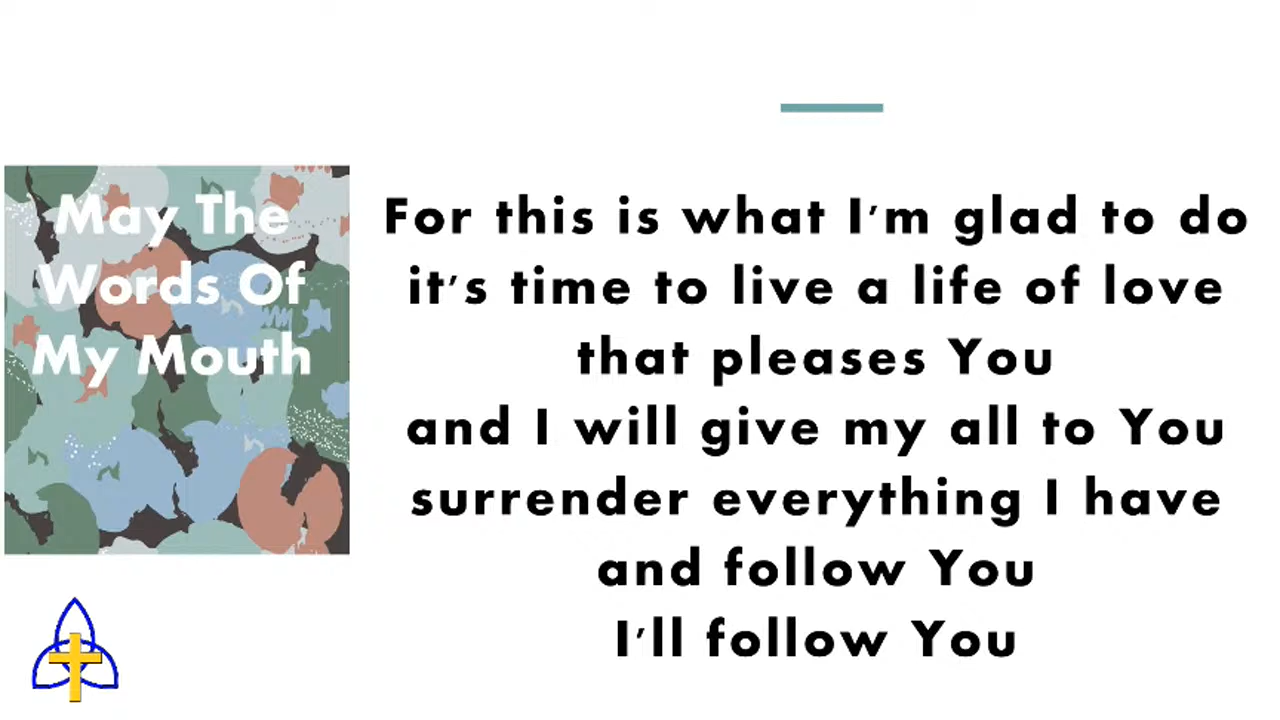 May The
Words Of
My Mouth
For this is what I'm glad to do
it's time to live a life of love
that pleases You
and I will give my all to You
surrender everything I have
and follow You
I'll follow You